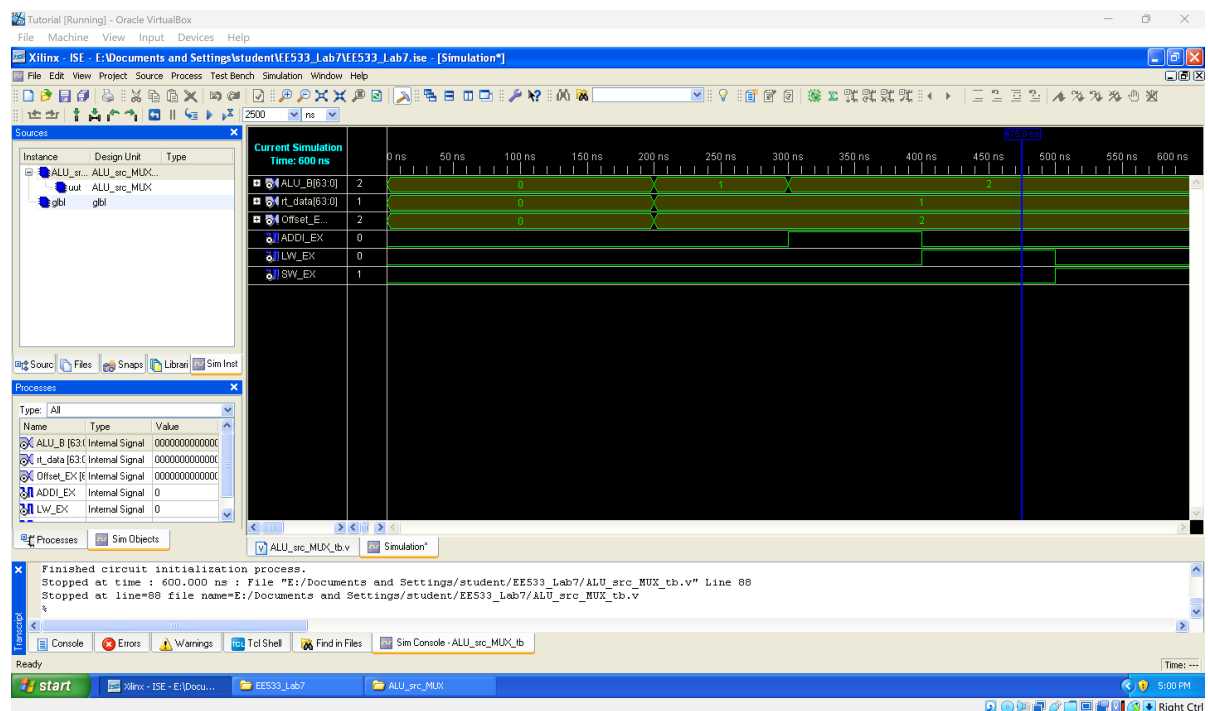 Tutorial [Running] - Oracle VirtualBox
File Machine View Input Devices Help
Xilinx - ISE - E:\Documents and Settings\student\EE533_Lab7\EE533_Lab7.ise - [Simulation*]
File Edit View Project Source Process Test Bench Simulation Window Help
2500 ns
Sources
Instance Design Unit Type
ALU_sr... ALU_src_MUX...
uut ALU_src_MUX
glbl glbl
Sourc Files Snaps Librari Sim Inst
Processes
Type: All
Name Type Value
ALU_B [63:( Internal Signal 000000000000
rt_data [63:( Internal Signal 000000000000
Offset_EX [6 Internal Signal 000000000000
ADDI_EX Internal Signal 0
LW_EX Internal Signal 0
Processes Sim Objects
Current Simulation
Time: 600 ns
0 ns 50 ns 100 ns 150 ns 200 ns 250 ns 300 ns 350 ns 400 ns 450 ns 500 ns 550 ns 600 ns
ALU_B[63:0] 2 0 1 2
rt_data[63:0] 1 0 1
Offset_E... 2 0 2
ADDI_EX 0
LW_EX 0
SW_EX 1
ALU_src_MUX_tb.v Simulation*
Finished circuit initialization process.
Stopped at time : 600.000 ns : File "E:/Documents and Settings/student/EE533_Lab7/ALU_src_MUX_tb.v" Line 88
Stopped at line=88 file name=E:/Documents and Settings/student/EE533_Lab7/ALU_src_MUX_tb.v
%
Transcript
Console Errors Warnings Tcl Shell Find in Files Sim Console - ALU_src_MUX_tb
Ready Time: ---
start Xilinx - ISE - E:\Docu... EE533_Lab7 ALU_src_MUX 5:00 PM
Right Ctrl